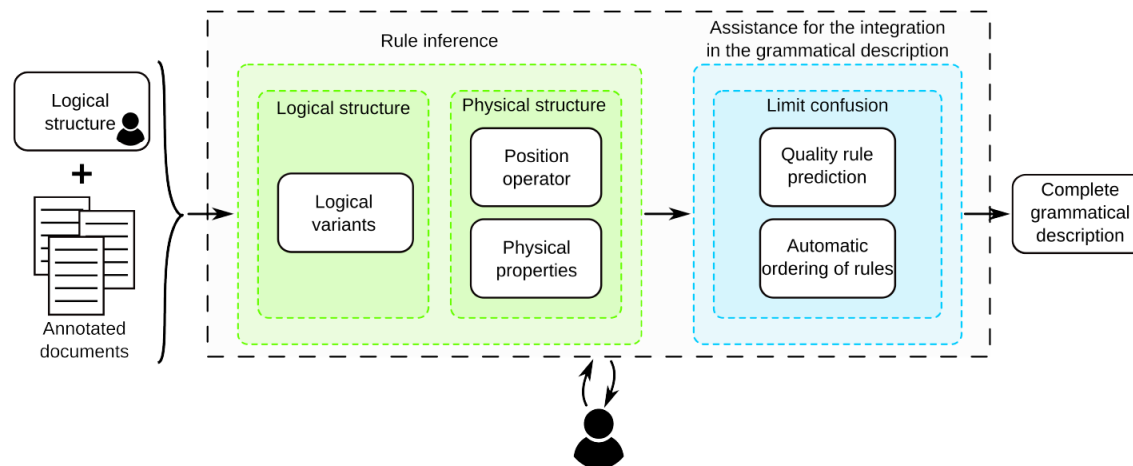 Logical
structure
+
Annotated
documents
Rule inference
Logical structure
Logical
variants
Physical structure
Position
operator
Physical
properties
Assistance for the integration
in the grammatical description
Limit confusion
Quality rule
prediction
Automatic
ordering of rules
Complete
grammatical
description